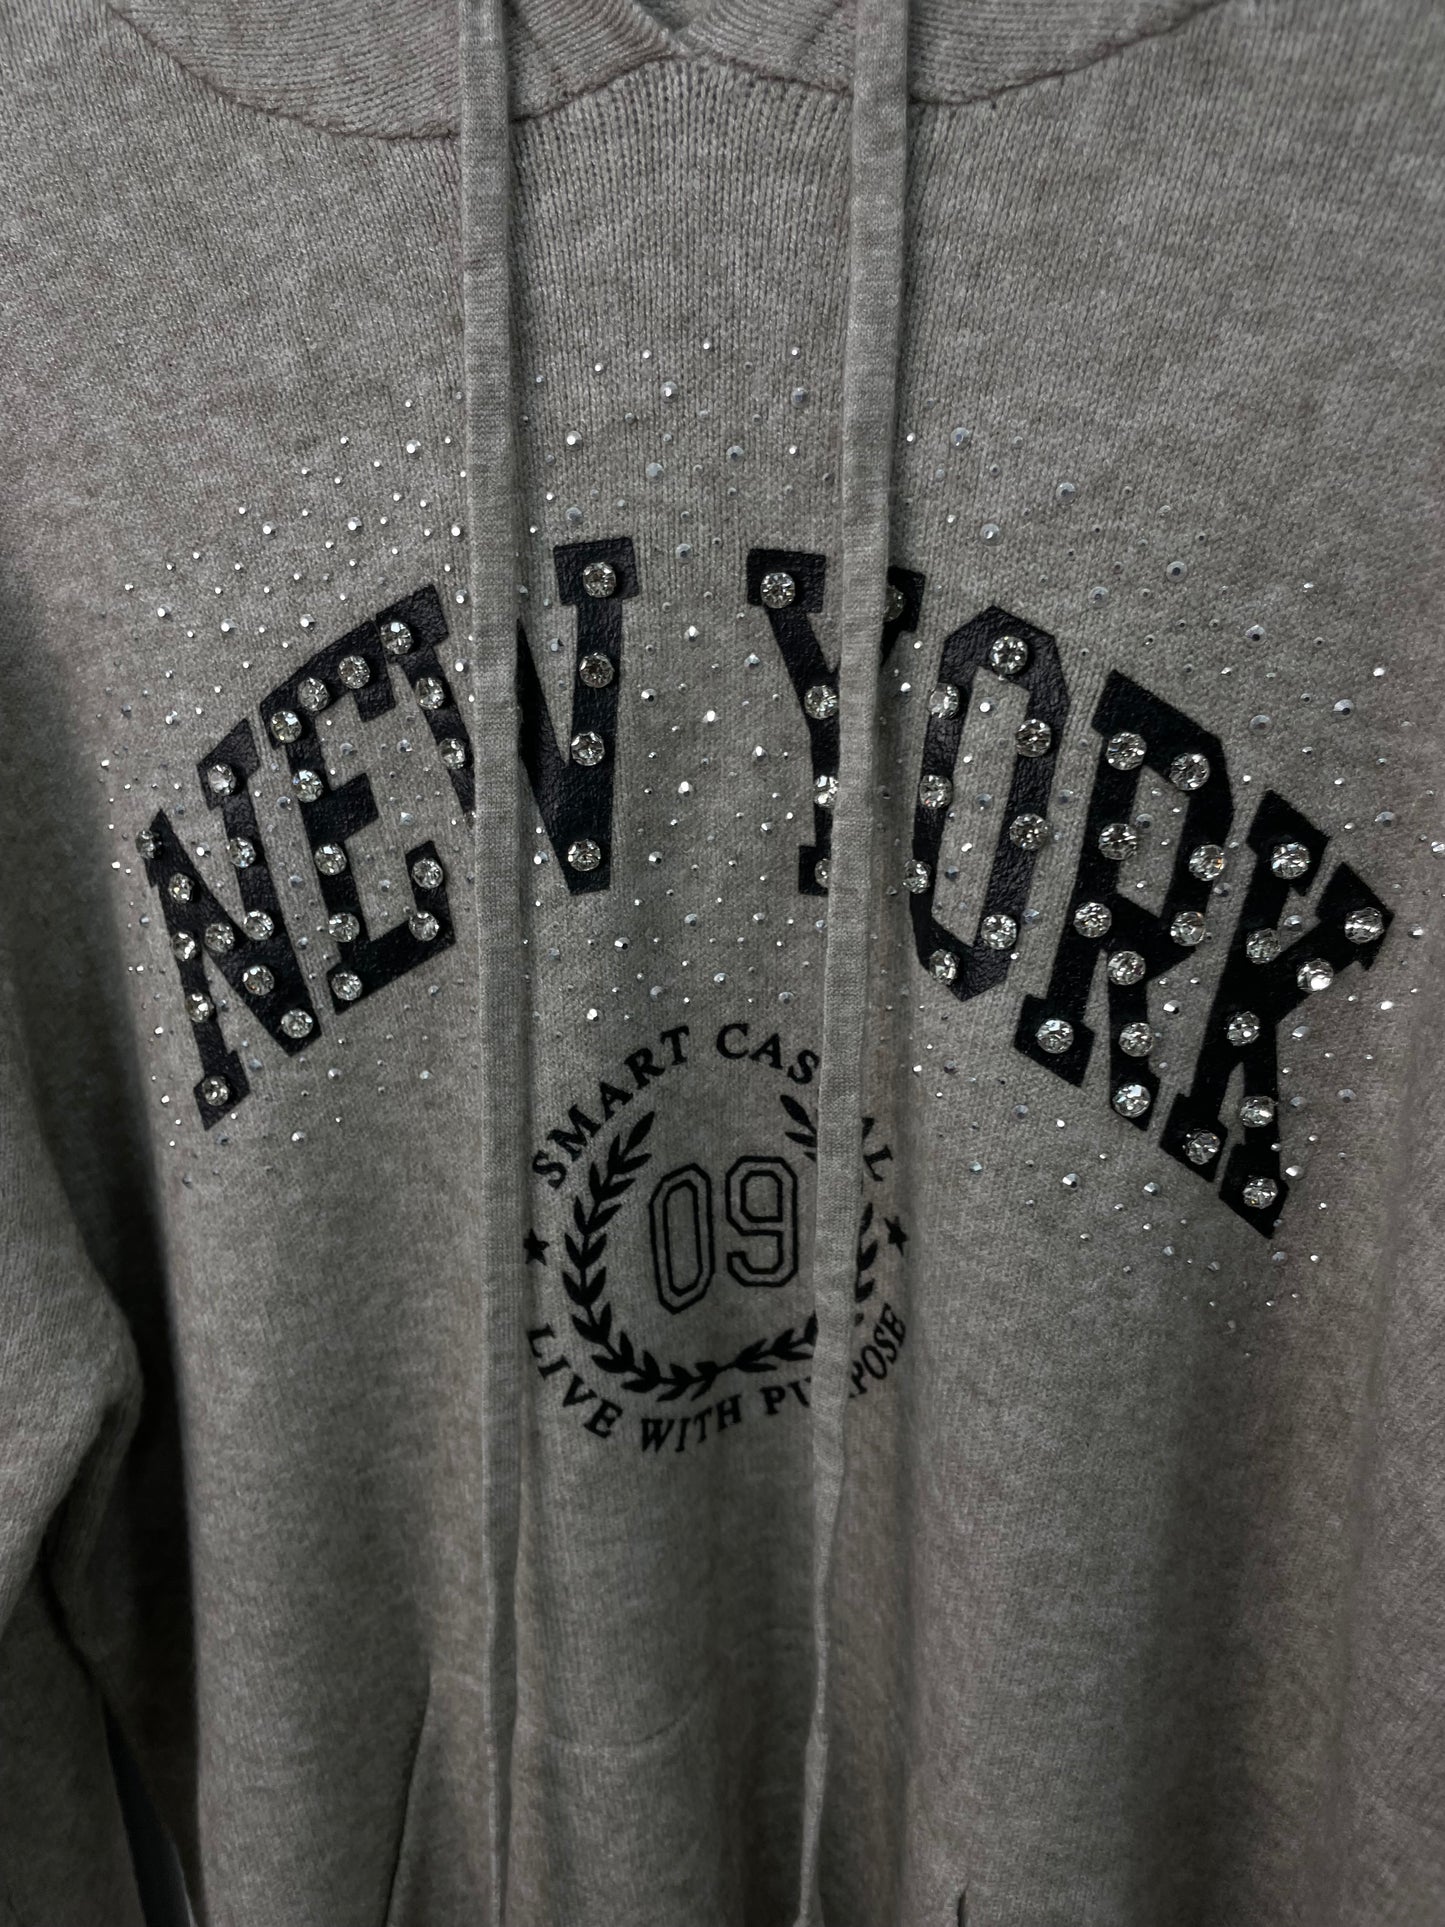 NEW YORK
SMART CASUAL
09
LIVE WITH PURPOSE